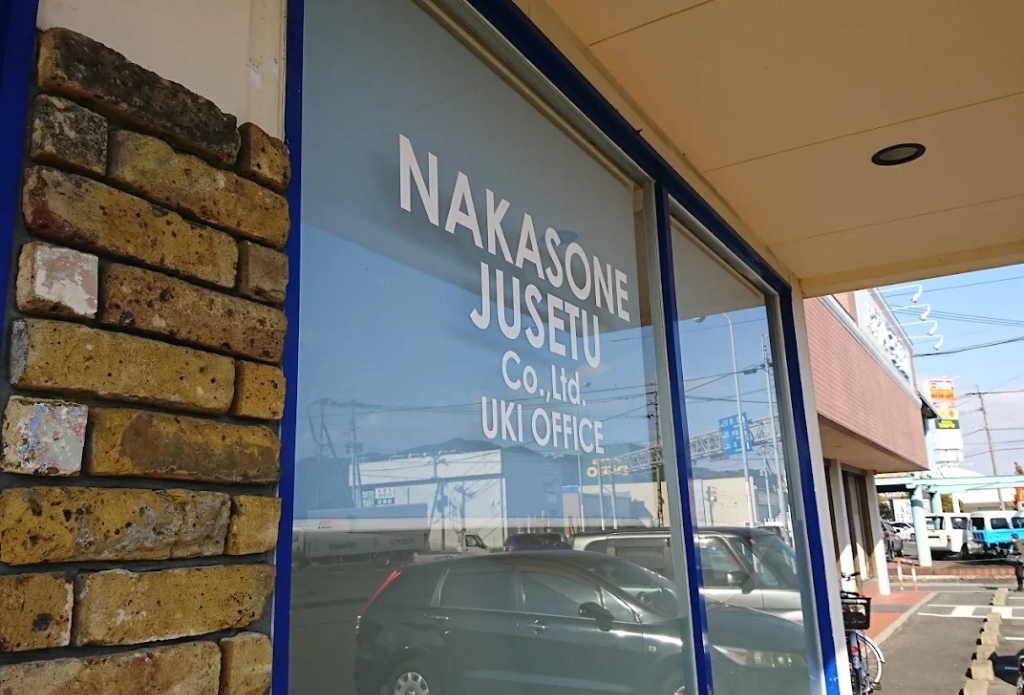 NAKASONE
JUSETU
Co.,Ltd.
UKI OFFICE